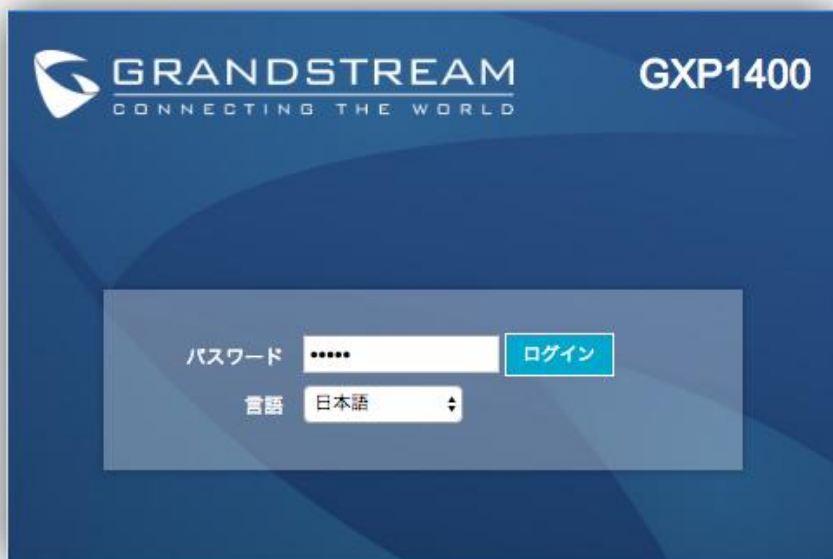 GRANDSTREAM
CONNECTING THE WORLD
GXP1400
パスワード ••••• ログイン
言語 日本語